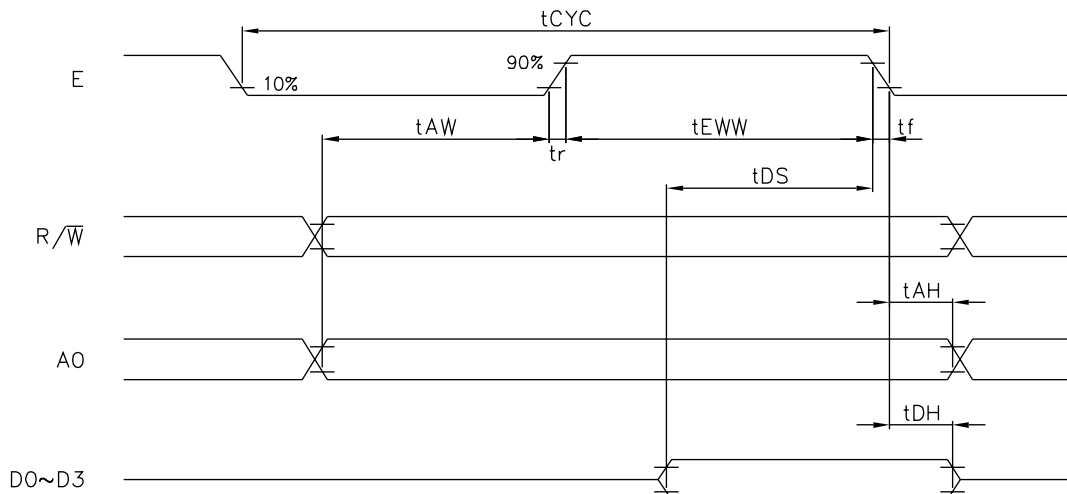 tCYC
E
10%
90%
tAW
tr
tEWW
tf
tDS
R/W̅
tAH
A0
tDH
D0~D3